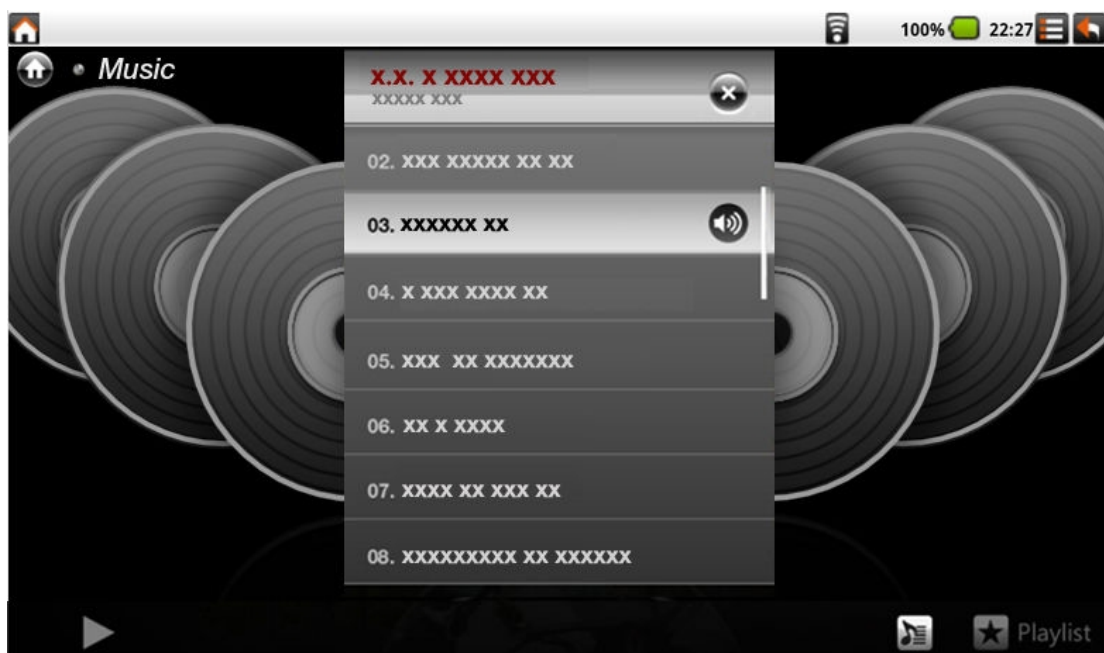 100% 22:27
Music
x.x. x xxxx xxx
xxxxx xxx
02. xxx xxxxx xx xx
03. xxxxxx xx
04. x xxx xxxx xx
05. xxx xx xxxxxxx
06. xx x xxxx
07. xxxx xx xxx xx
08. xxxxxxxxx xx xxxxxx
Playlist